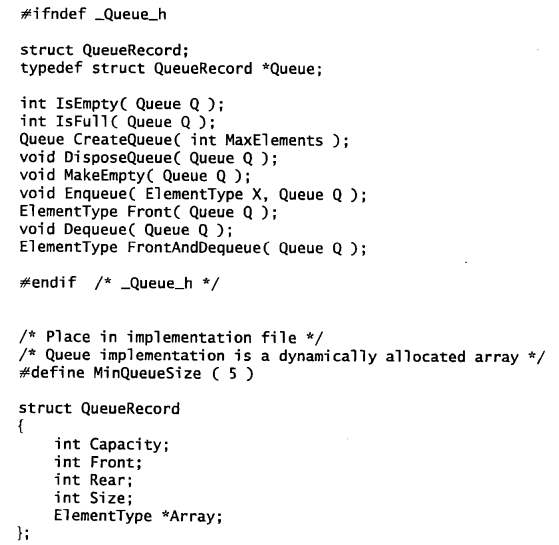 #ifndef _Queue_h
struct QueueRecord;
typedef struct QueueRecord *Queue;
int IsEmpty( Queue Q );
int IsFull( Queue Q );
Queue CreateQueue( int MaxElements );
void DisposeQueue( Queue Q );
void MakeEmpty( Queue Q );
void Enqueue( ElementType X, Queue Q );
ElementType Front( Queue Q );
void Dequeue( Queue Q );
ElementType FrontAndDequeue( Queue Q );
#endif /* _Queue_h */
/* Place in implementation file */
/* Queue implementation is a dynamically allocated array */
#define MinQueueSize ( 5 )
struct QueueRecord
{
int Capacity;
int Front;
int Rear;
int Size;
ElementType *Array;
};